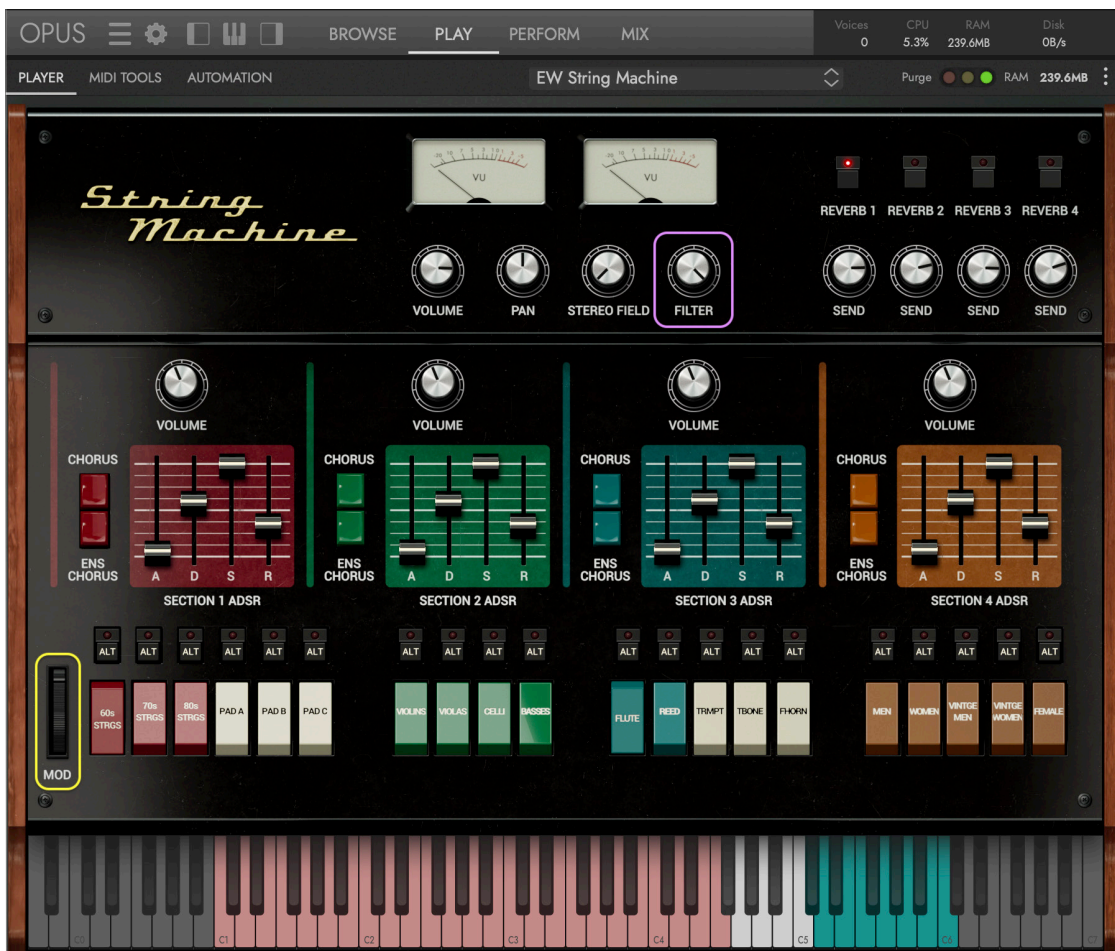 OPUS BROWSE PLAY PERFORM MIX Voices CPU RAM Disk
0 5.3% 239.6MB 0B/s
PLAYER MIDI TOOLS AUTOMATION EW String Machine Purge RAM 239.6MB
String
Machine
VU VU
REVERB 1 REVERB 2 REVERB 3 REVERB 4
VOLUME PAN STEREO FIELD FILTER SEND SEND SEND SEND
VOLUME VOLUME VOLUME VOLUME
CHORUS CHORUS CHORUS CHORUS
ENS CHORUS ENS CHORUS ENS CHORUS ENS CHORUS
A D S R A D S R A D S R A D S R
SECTION 1 ADSR SECTION 2 ADSR SECTION 3 ADSR SECTION 4 ADSR
ALT ALT ALT ALT ALT ALT ALT ALT ALT ALT ALT ALT ALT ALT ALT ALT ALT ALT ALT ALT
60s STRGS 70s STRGS 80s STRGS PAD A PAD B PAD C VIOLINS VIOLAS CELLI BASSES FLUTE REED TRMPT TBONE FHORN MEN WOMEN VINTGE MEN VINTGE WOMEN FEMALE
MOD
C0 C1 C2 C3 C4 C5 C6 C7